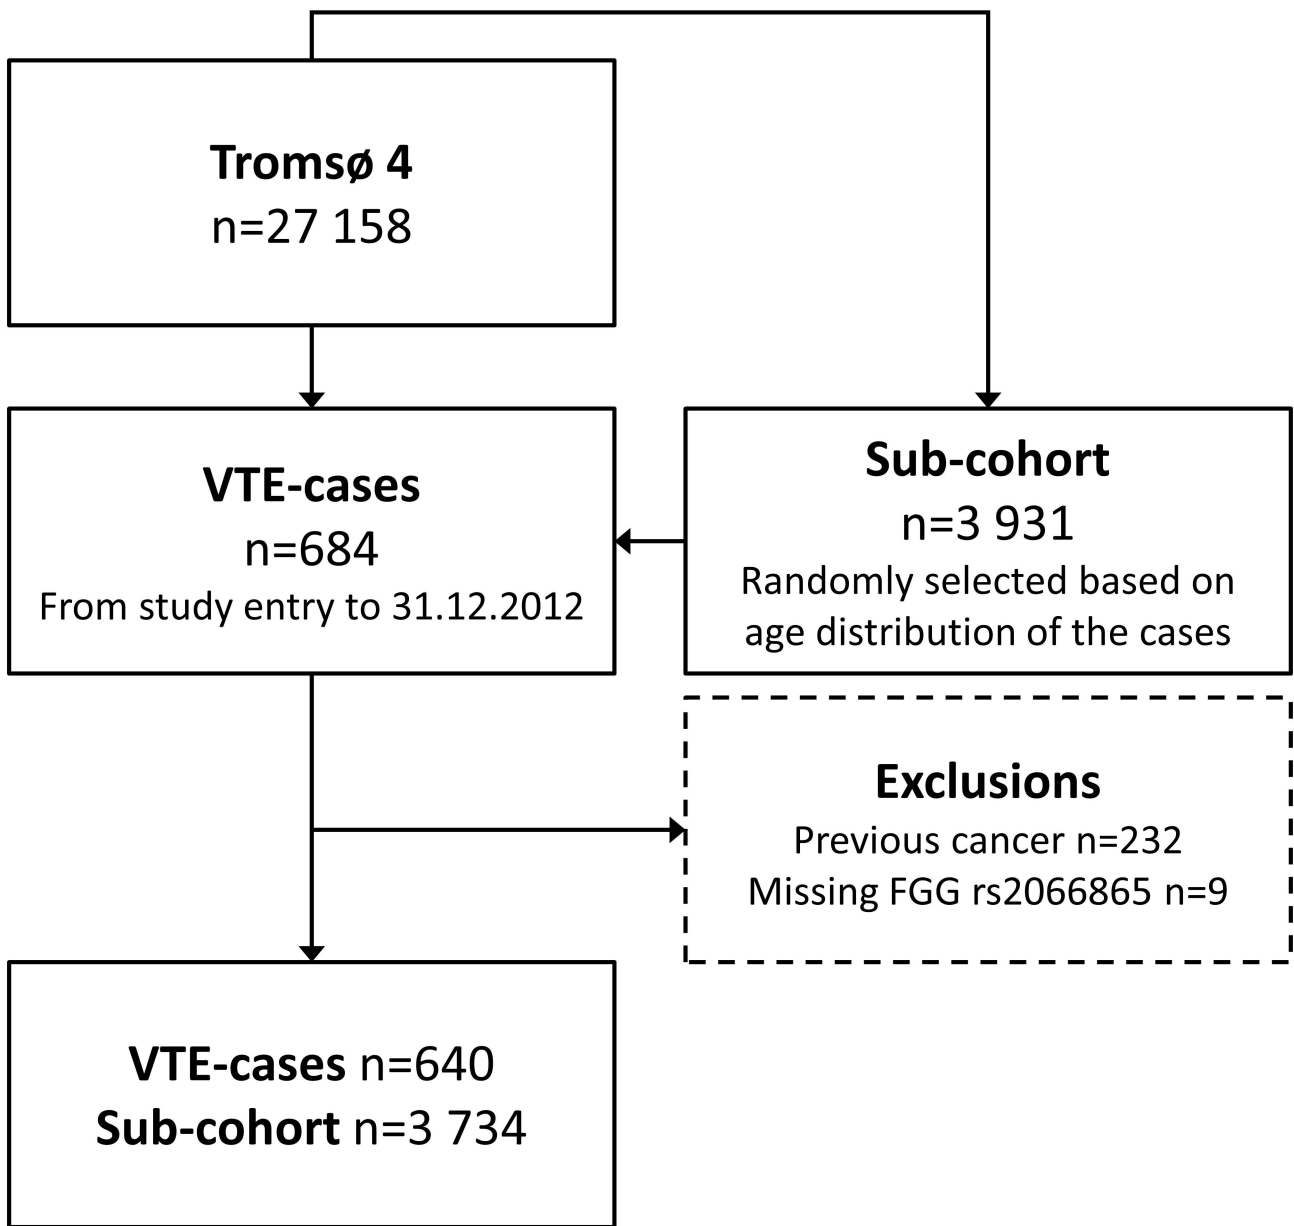 Tromsø 4
n=27 158
VTE-cases
n=684
From study entry to 31.12.2012
Sub-cohort
n=3 931
Randomly selected based on
age distribution of the cases
Exclusions
Previous cancer n=232
Missing FGG rs2066865 n=9
VTE-cases n=640
Sub-cohort n=3 734